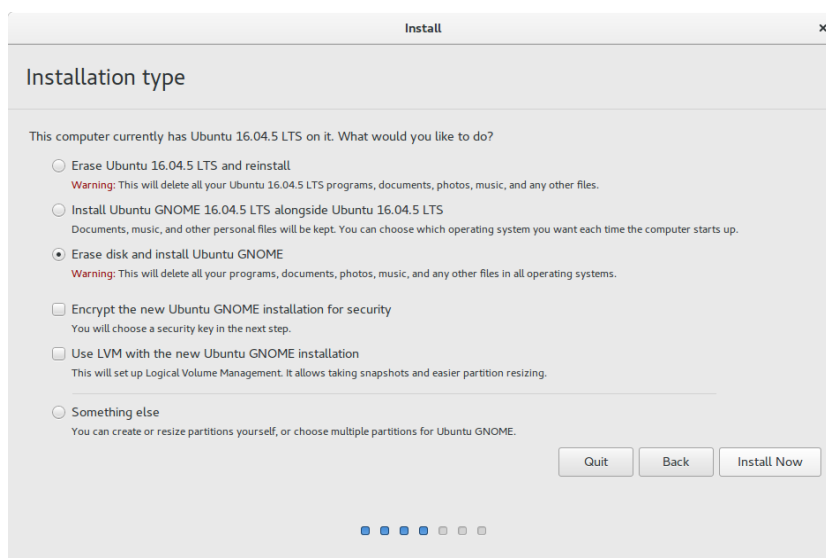 Install
Installation type
This computer currently has Ubuntu 16.04.5 LTS on it. What would you like to do?
Erase Ubuntu 16.04.5 LTS and reinstall
Warning: This will delete all your Ubuntu 16.04.5 LTS programs, documents, photos, music, and any other files.
Install Ubuntu GNOME 16.04.5 LTS alongside Ubuntu 16.04.5 LTS
Documents, music, and other personal files will be kept. You can choose which operating system you want each time the computer starts up.
Erase disk and install Ubuntu GNOME
Warning: This will delete all your programs, documents, photos, music, and any other files in all operating systems.
Encrypt the new Ubuntu GNOME installation for security
You will choose a security key in the next step.
Use LVM with the new Ubuntu GNOME installation
This will set up Logical Volume Management. It allows taking snapshots and easier partition resizing.
Something else
You can create or resize partitions yourself, or choose multiple partitions for Ubuntu GNOME.
Quit Back Install Now